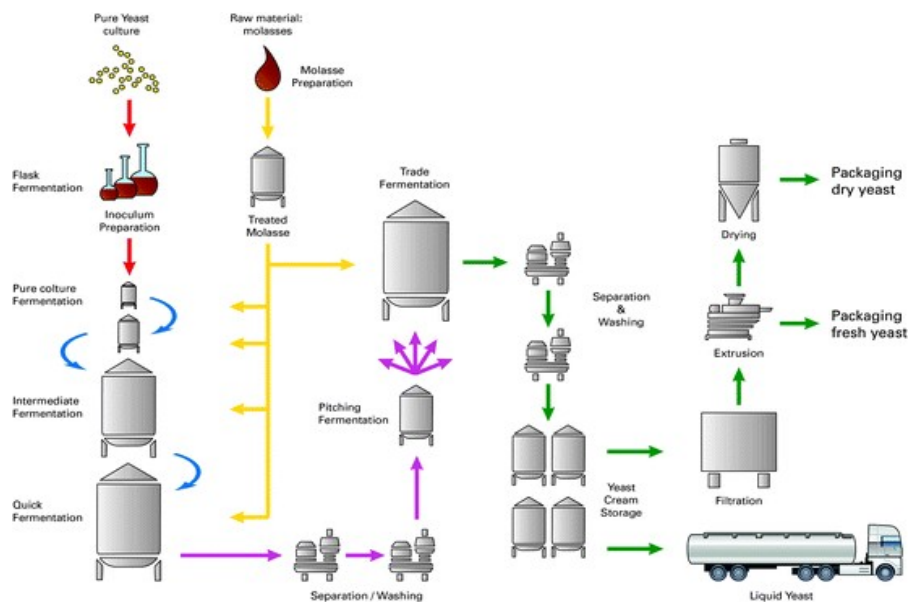 Pure Yeast
culture
Raw material:
molasses
Molasse
Preparation
Flask
Fermentation
Inoculum
Preparation
Treated
Molasse
Trade
Fermentation
Drying
Packaging
dry yeast
Pure colture
Fermentation
Separation
&
Washing
Extrusion
Packaging
fresh yeast
Intermediate
Fermentation
Pitching
Fermentation
Quick
Fermentation
Yeast
Cream
Storage
Filtration
Separation / Washing
Liquid Yeast